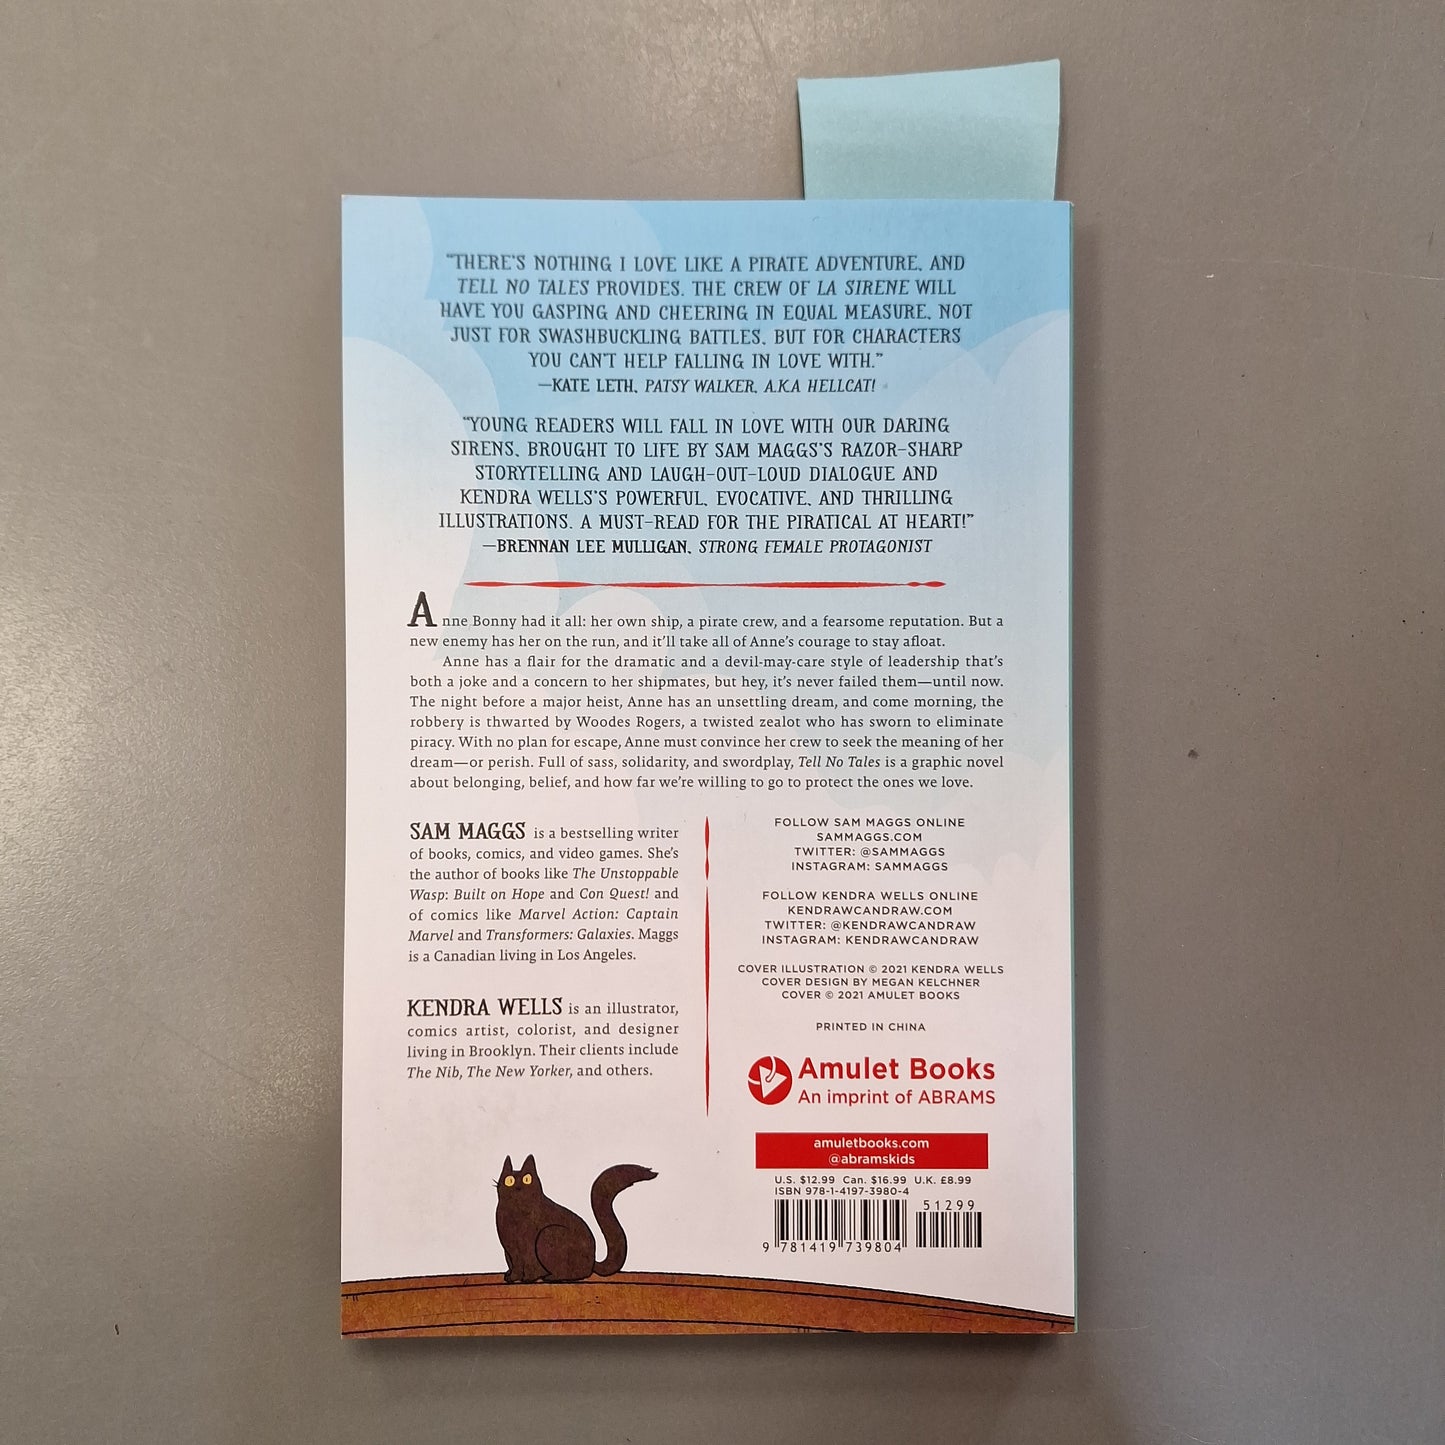 “THERE’S NOTHING I LOVE LIKE A PIRATE ADVENTURE, AND
TELL NO TALES PROVIDES. THE CREW OF LA SIRENE WILL
HAVE YOU GASPING AND CHEERING IN EQUAL MEASURE, NOT
JUST FOR SWASHBUCKLING BATTLES, BUT FOR CHARACTERS
YOU CAN’T HELP FALLING IN LOVE WITH.”
—KATE LETH, PATSY WALKER, A.K.A HELLCAT!
“YOUNG READERS WILL FALL IN LOVE WITH OUR DARING
SIRENS, BROUGHT TO LIFE BY SAM MAGGS’S RAZOR-SHARP
STORYTELLING AND LAUGH-OUT-LOUD DIALOGUE AND
KENDRA WELLS’S POWERFUL, EVOCATIVE, AND THRILLING
ILLUSTRATIONS. A MUST-READ FOR THE PIRATICAL AT HEART!”
—BRENNAN LEE MULLIGAN, STRONG FEMALE PROTAGONIST
Anne Bonny had it all: her own ship, a pirate crew, and a fearsome reputation. But a
new enemy has her on the run, and it’ll take all of Anne’s courage to stay afloat.
Anne has a flair for the dramatic and a devil-may-care style of leadership that’s
both a joke and a concern to her shipmates, but hey, it’s never failed them—until now.
The night before a major heist, Anne has an unsettling dream, and come morning, the
robbery is thwarted by Woodes Rogers, a twisted zealot who has sworn to eliminate
piracy. With no plan for escape, Anne must convince her crew to seek the meaning of her
dream—or perish. Full of sass, solidarity, and swordplay, Tell No Tales is a graphic novel
about belonging, belief, and how far we’re willing to go to protect the ones we love.
SAM MAGGS is a bestselling writer
of books, comics, and video games. She’s
the author of books like The Unstoppable
Wasp: Built on Hope and Con Quest! and
of comics like Marvel Action: Captain
Marvel and Transformers: Galaxies. Maggs
is a Canadian living in Los Angeles.
KENDRA WELLS is an illustrator,
comics artist, colorist, and designer
living in Brooklyn. Their clients include
The Nib, The New Yorker, and others.
FOLLOW SAM MAGGS ONLINE
SAMMAGGS.COM
TWITTER: @SAMMAGGS
INSTAGRAM: SAMMAGGS
FOLLOW KENDRA WELLS ONLINE
KENDRAWCANDRAW.COM
TWITTER: @KENDRAWCANDRAW
INSTAGRAM: KENDRAWCANDRAW
COVER ILLUSTRATION © 2021 KENDRA WELLS
COVER DESIGN BY MEGAN KELCHNER
COVER © 2021 AMULET BOOKS
PRINTED IN CHINA
Amulet Books
An imprint of ABRAMS
amuletbooks.com
@abramskids
U.S. $12.99 Can. $16.99 U.K. £8.99
ISBN 978-1-4197-3980-4
51299
9 781419 739804